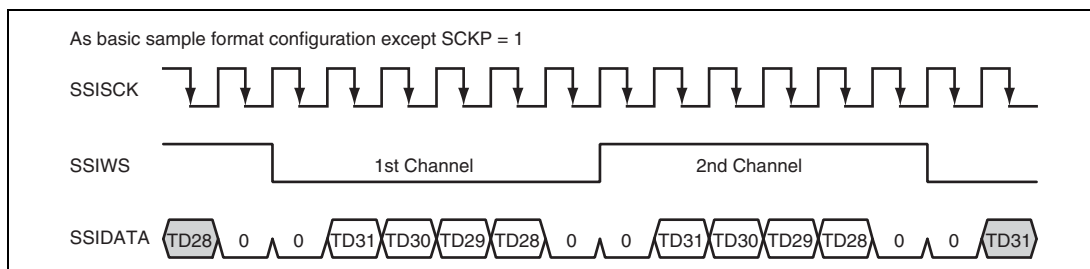 As basic sample format configuration except SCKP = 1
SSISCK
SSIWS 1st Channel 2nd Channel
SSIDATA TD28 0 0 TD31 TD30 TD29 TD28 0 0 TD31 TD30 TD29 TD28 0 0 TD31